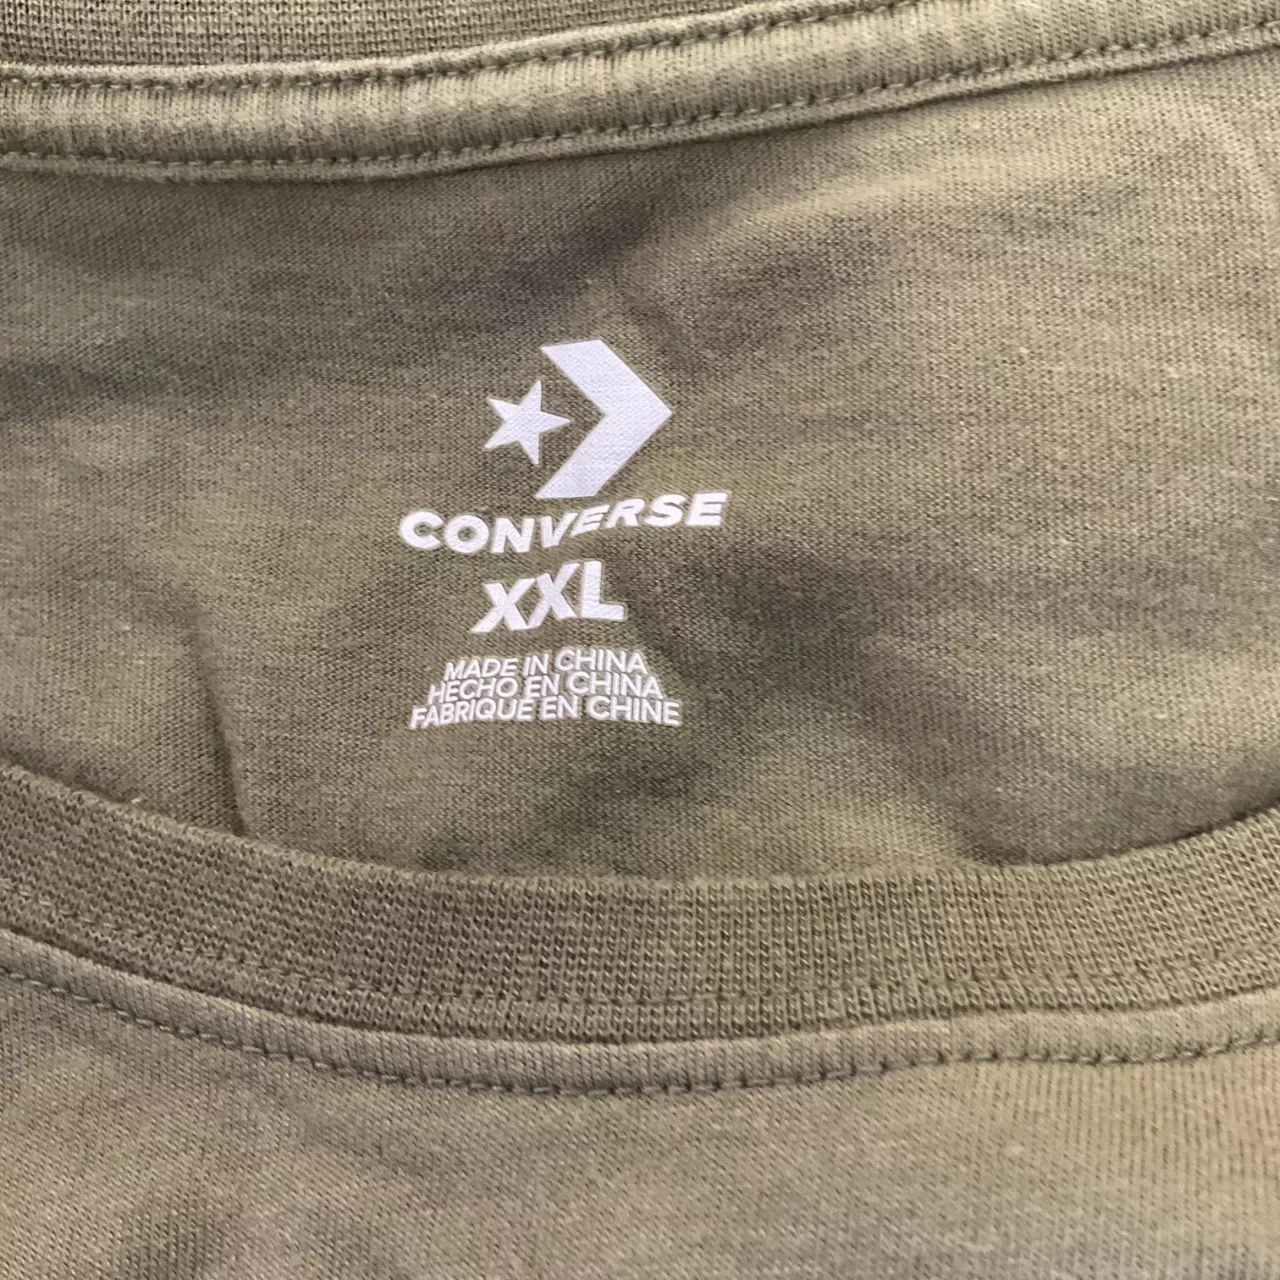 CONVERSE
XXL
MADE IN CHINA
HECHO EN CHINA
FABRIQUE EN CHINE